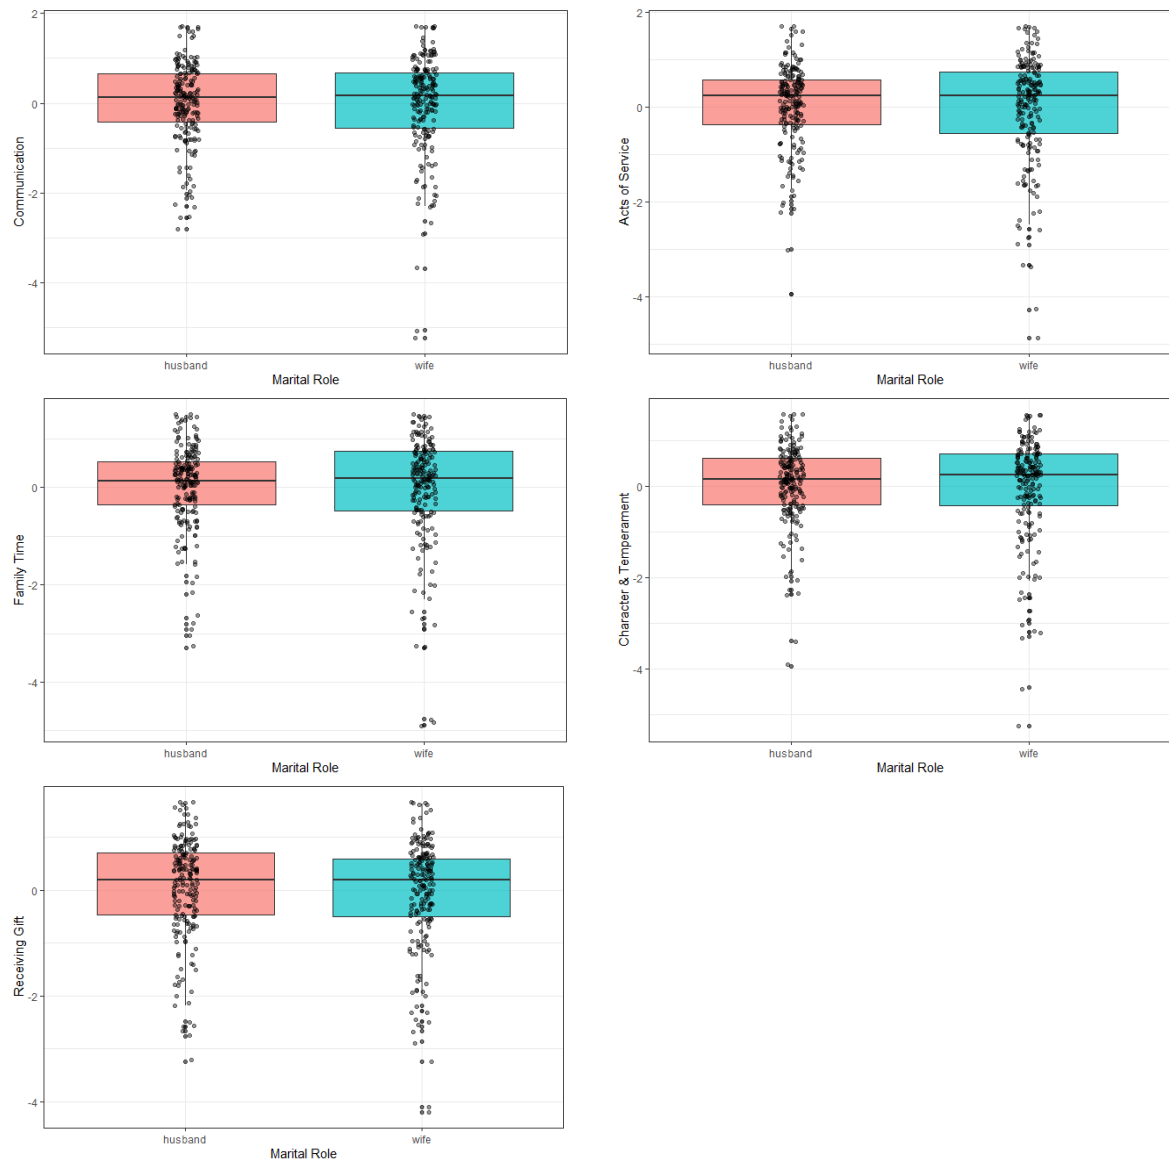 Communication
2
0
-2
-4
husband
wife
Marital Role
Acts of Service
2
0
-2
-4
husband
wife
Marital Role
Family Time
0
-2
-4
husband
wife
Marital Role
Character & Temperament
0
-2
-4
husband
wife
Marital Role
Receiving Gift
0
-2
-4
husband
wife
Marital Role